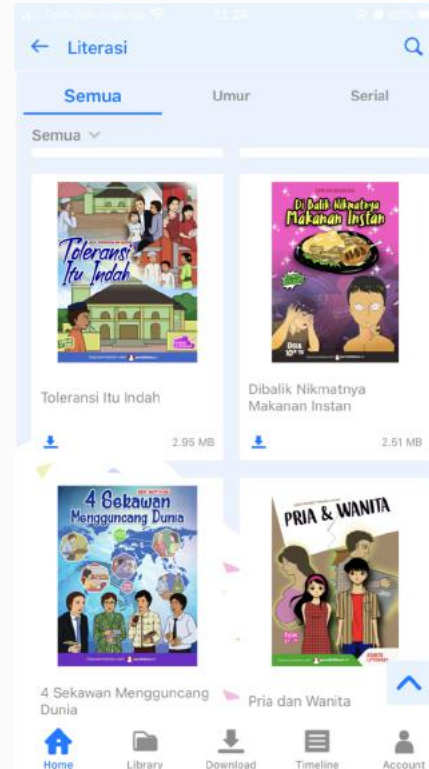 Literasi
Semua Umur Serial
Semua
Toleransi
Itu Indah
Di Balik Nikmatnya
Makanan Instan
Toleransi Itu Indah
Dibalik Nikmatnya
Makanan Instan
2.95 MB
2.51 MB
4 Sekawan
Mengguncang Dunia
PRIA & WANITA
4 Sekawan Mengguncang
Dunia
Pria dan Wanita
Home Library Download Timeline Account